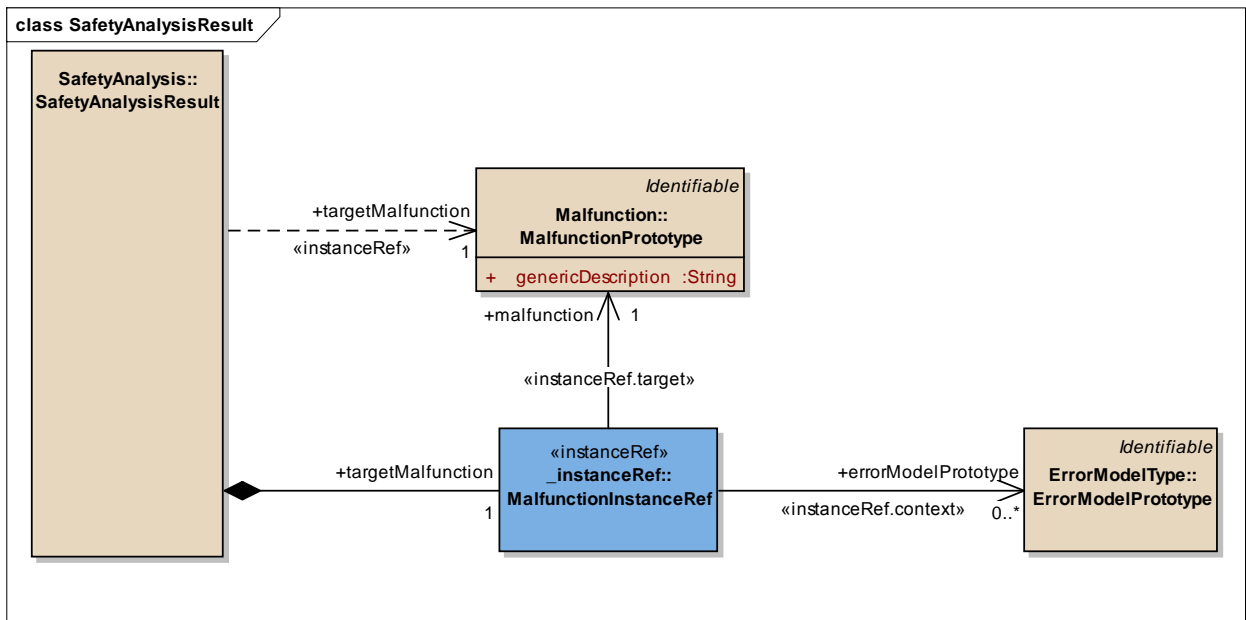 class SafetyAnalysisResult
SafetyAnalysis::
SafetyAnalysisResult
Identifiable
Malfunction::
MalfunctionPrototype
+ genericDescription :String
+targetMalfunction
«instanceRef»
1
+malfunction
1
«instanceRef.target»
«instanceRef»
_instanceRef::
MalfunctionInstanceRef
+targetMalfunction
1
+errorModelPrototype
«instanceRef.context»
0..*
Identifiable
ErrorModelType::
ErrorModelPrototype